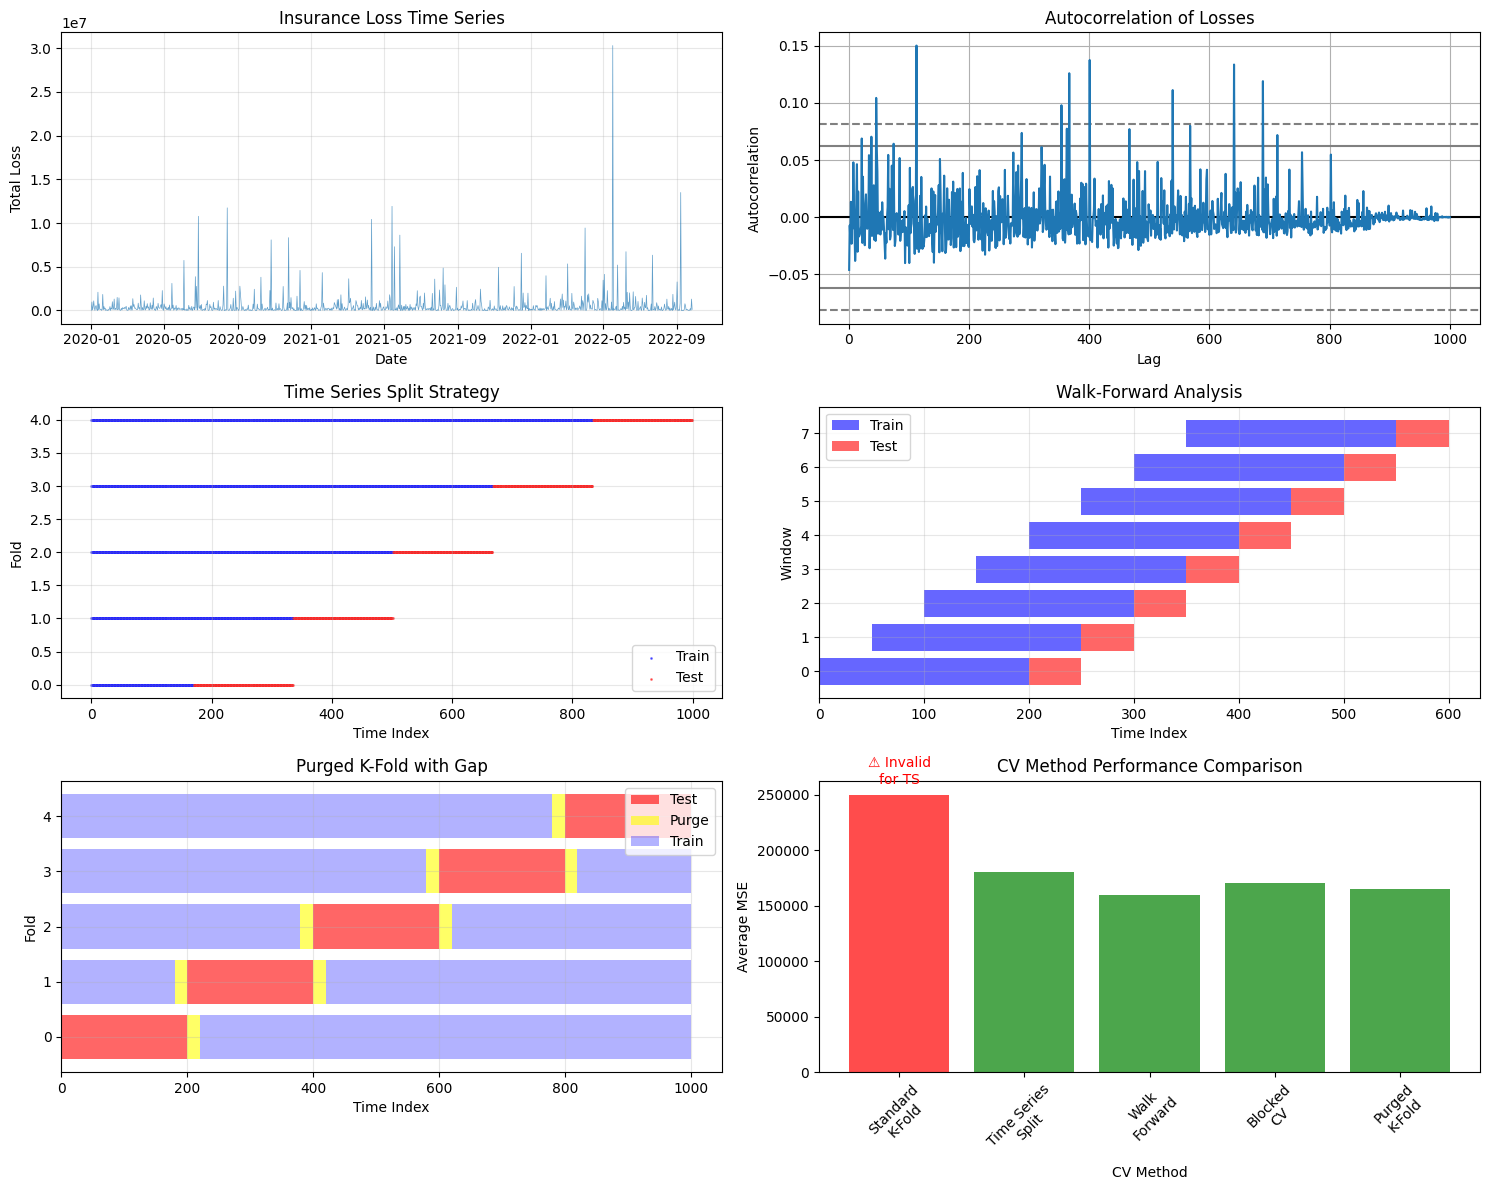 Insurance Loss Time Series
1e7
3.0
2.5
2.0
1.5
1.0
0.5
0.0
Total Loss
2020-01 2020-05 2020-09 2021-01 2021-05 2021-09 2022-01 2022-05 2022-09
Date
Autocorrelation of Losses
0.15
0.10
0.05
0.00
−0.05
Autocorrelation
0 200 400 600 800 1000
Lag
Time Series Split Strategy
4.0
3.5
3.0
2.5
2.0
1.5
1.0
0.5
0.0
Fold
Train
Test
0 200 400 600 800 1000
Time Index
Walk-Forward Analysis
Train
Test
7
6
5
4
3
2
1
0
Window
0 100 200 300 400 500 600
Time Index
Purged K-Fold with Gap
Test
Purge
Train
4
3
2
1
0
Fold
0 200 400 600 800 1000
Time Index
CV Method Performance Comparison
⚠ Invalid
for TS
250000
200000
150000
100000
50000
0
Average MSE
Standard
K-Fold
Time Series
Split
Walk
Forward
Blocked
CV
Purged
K-Fold
CV Method